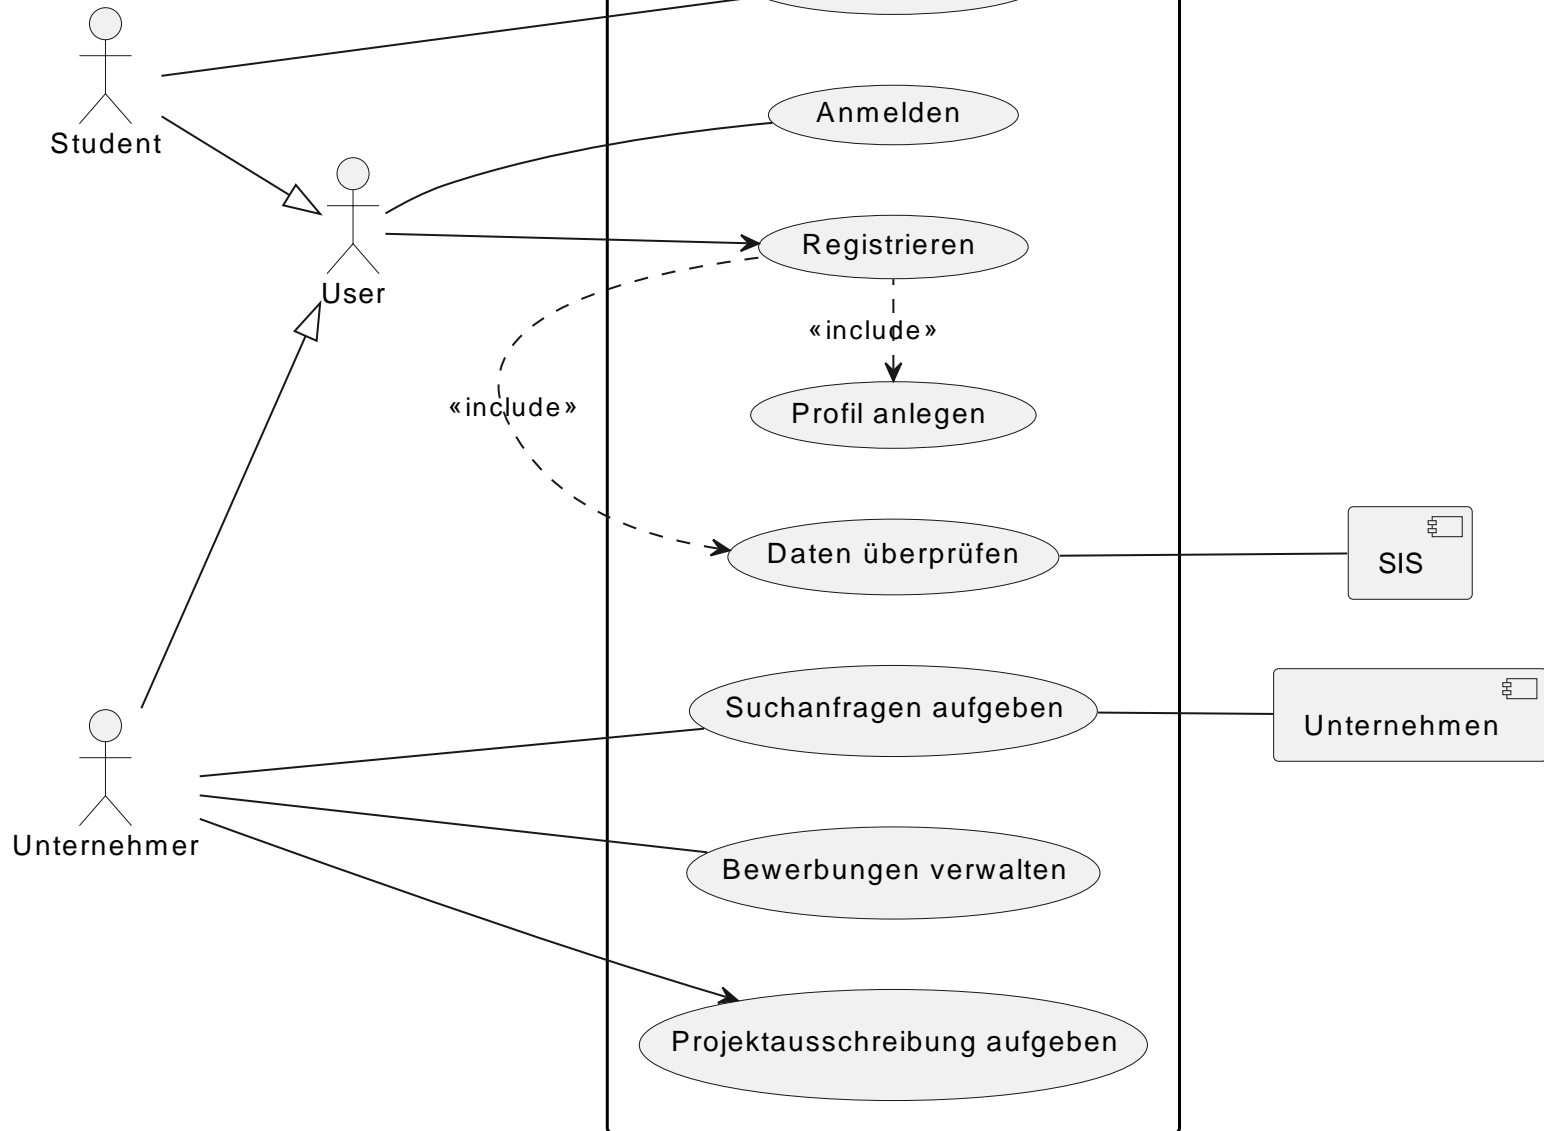 Anmelden
Student
Registrieren
User
«include»
«include»
Profil anlegen
Daten überprüfen
SIS
Suchanfragen aufgeben
Unternehmen
Unternehmer
Bewerbungen verwalten
Projektausschreibung aufgeben